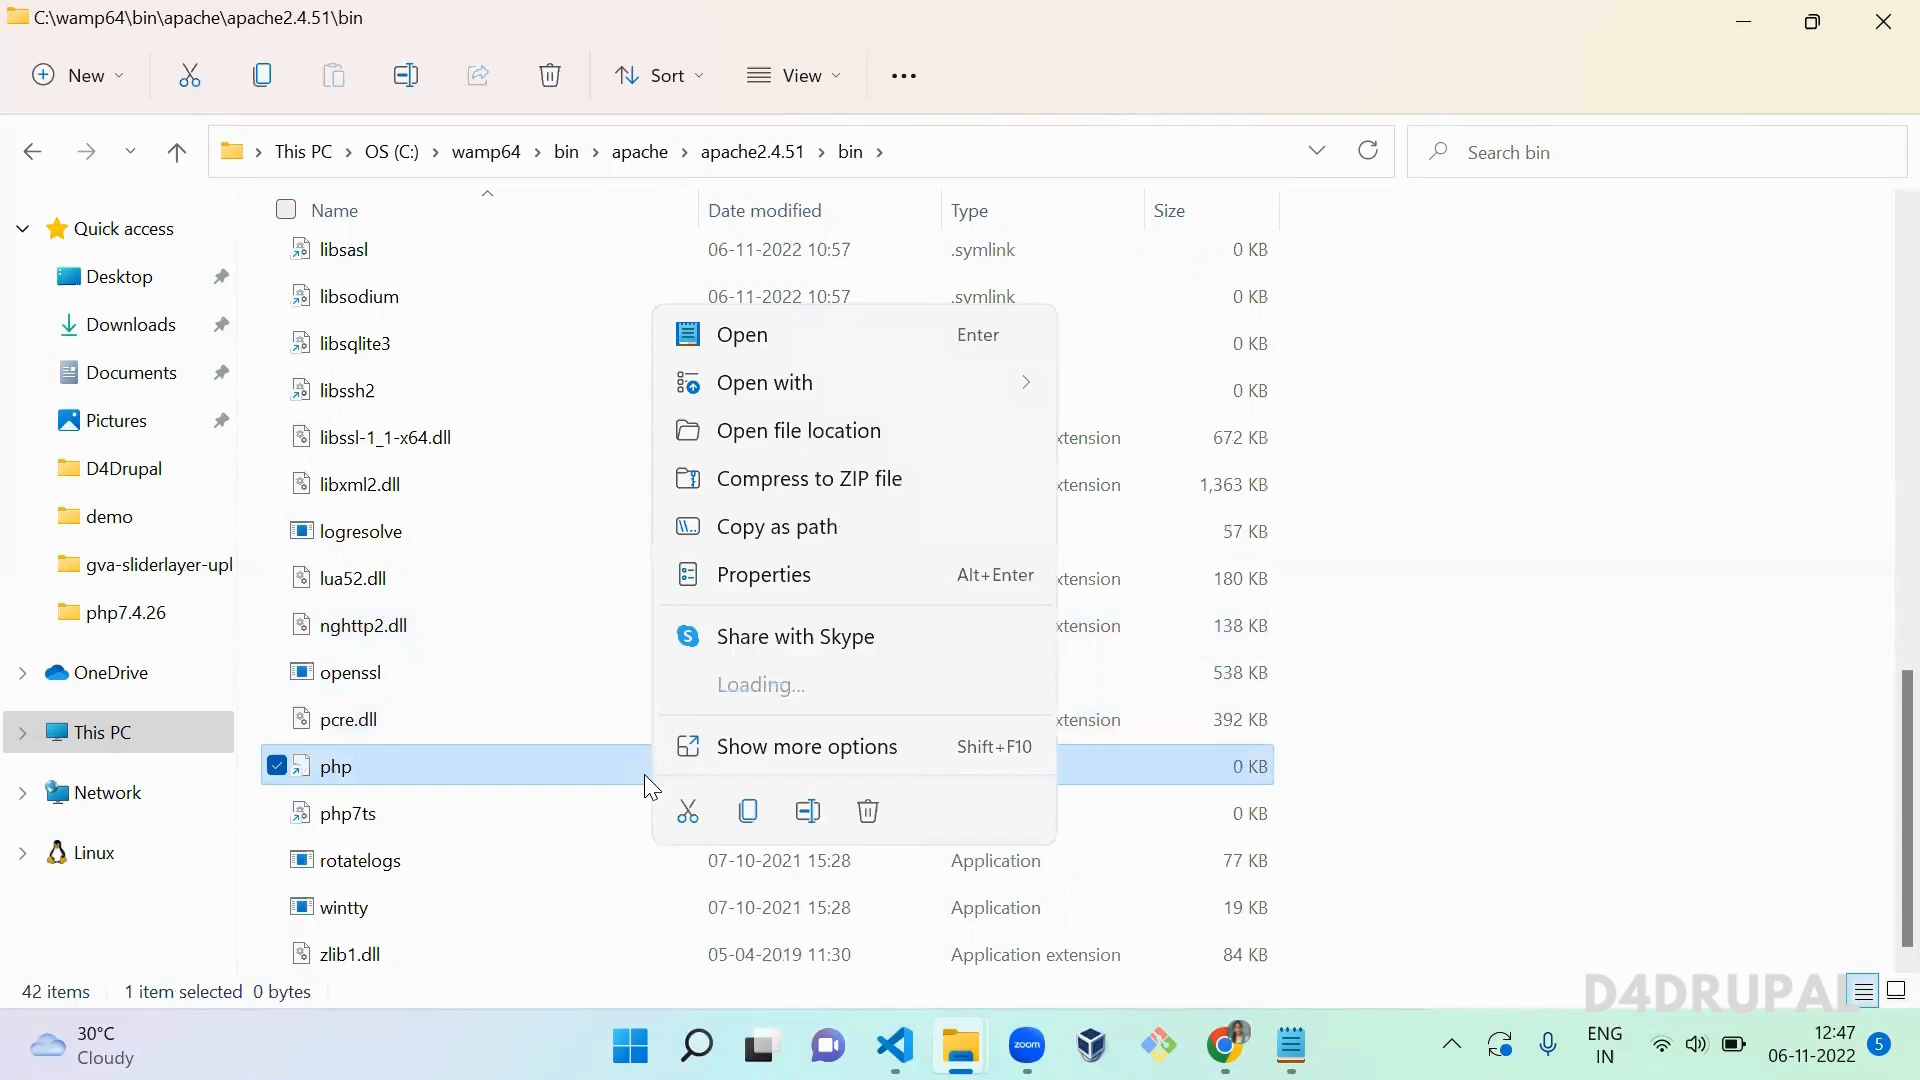 C:\wamp64\bin\apache\apache2.4.51\bin
New
Sort
View
This PC > OS (C:) > wamp64 > bin > apache > apache2.4.51 > bin >
Search bin
Name Date modified Type Size
Quick access
Desktop
Downloads
Documents
Pictures
D4Drupal
demo
gva-sliderlayer-upl
php7.4.26
OneDrive
This PC
Network
Linux
libsasl 06-11-2022 10:57 .symlink 0 KB
libsodium 06-11-2022 10:57 .symlink 0 KB
libsqlite3 0 KB
libssh2 0 KB
libssl-1_1-x64.dll xtension 672 KB
libxml2.dll xtension 1,363 KB
logresolve 57 KB
lua52.dll xtension 180 KB
nghttp2.dll xtension 138 KB
openssl 538 KB
pcre.dll xtension 392 KB
php 0 KB
php7ts 0 KB
rotatelogs 07-10-2021 15:28 Application 77 KB
wintty 07-10-2021 15:28 Application 19 KB
zlib1.dll 05-04-2019 11:30 Application extension 84 KB
Open Enter
Open with
Open file location
Compress to ZIP file
Copy as path
Properties Alt+Enter
Share with Skype
Loading...
Show more options Shift+F10
42 items 1 item selected 0 bytes
D4DRUPAL
30°C
Cloudy
zoom
ENG
IN
12:47
06-11-2022
5